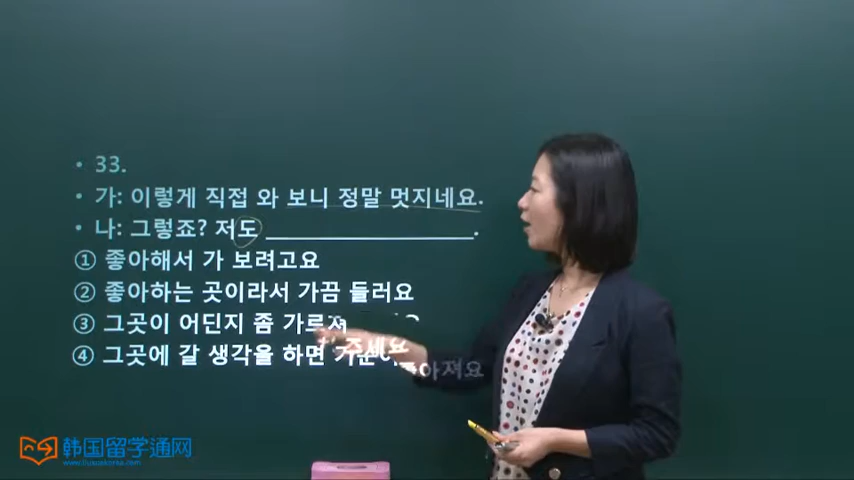 • 33.
• 가: 이렇게 직접 와 보니 정말 멋지네요.
• 나: 그렇죠? 저도 ____________.
① 좋아해서 가 보려고요
② 좋아하는 곳이라서 가끔 들러요
③ 그곳이 어딘지 좀 가르쳐 주세요
④ 그곳에 갈 생각을 하면
韩国留学通网